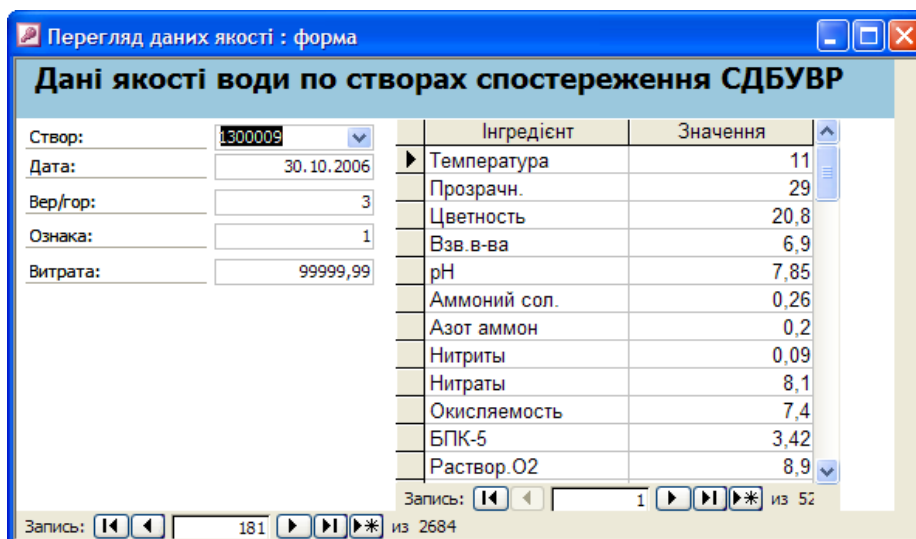 Перегляд даних якості : форма
Дані якості води по створах спостереження СДБУВР
Створ: 1300009
Дата: 30.10.2006
Вер/гор: 3
Ознака: 1
Витрата: 99999,99
Інгредієнт Значення
Температура 11
Прозрачн. 29
Цветность 20,8
Взв.в-ва 6,9
pH 7,85
Аммоний сол. 0,26
Азот аммон 0,2
Нитриты 0,09
Нитраты 8,1
Окисляемость 7,4
БПК-5 3,42
Раствор.О2 8,9
Запись: 1 из 52
Запись: 181 из 2684